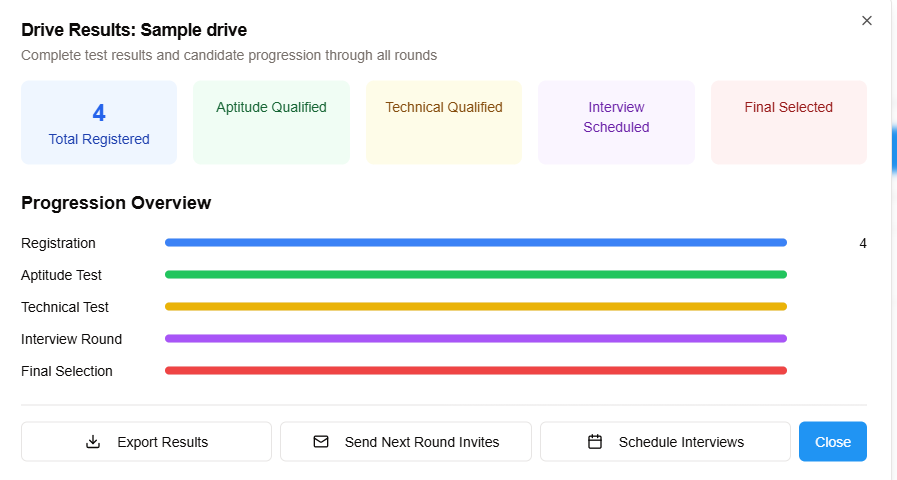 Drive Results: Sample drive
Complete test results and candidate progression through all rounds
4
Total Registered
Aptitude Qualified
Technical Qualified
Interview
Scheduled
Final Selected
Progression Overview
Registration 4
Aptitude Test
Technical Test
Interview Round
Final Selection
Export Results
Send Next Round Invites
Schedule Interviews
Close